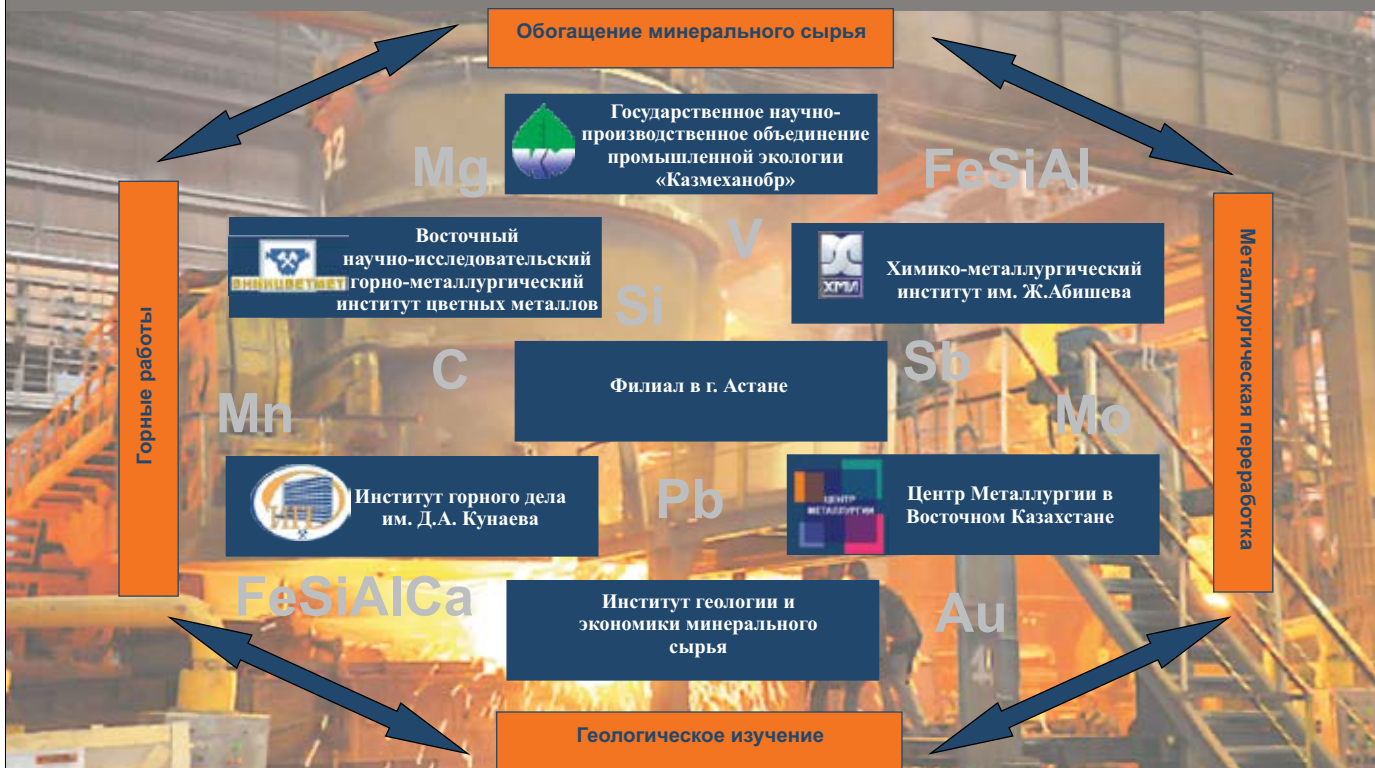 Обогащение минерального сырья
Государственное научно-
производственное объединение
промышленной экологии
«Казмеханобр»
Mg
FeSiAl
V
Восточный
научно-исследовательский
горно-металлургический
институт цветных металлов
ВНИИЦВЕТМЕТ
ХМИ
Химико-металлургический
институт им. Ж.Абишева
Горные работы
Металлургическая переработка
Si
C
Sb
Филиал в г. Астане
Mn
Mo
ИГД
Институт горного дела
им. Д.А. Кунаева
Pb
ЦЕНТР
МЕТАЛЛУРГИИ
Центр Металлургии в
Восточном Казахстане
FeSiAlCa
Институт геологии и
экономики минерального
сырья
Au
Геологическое изучение